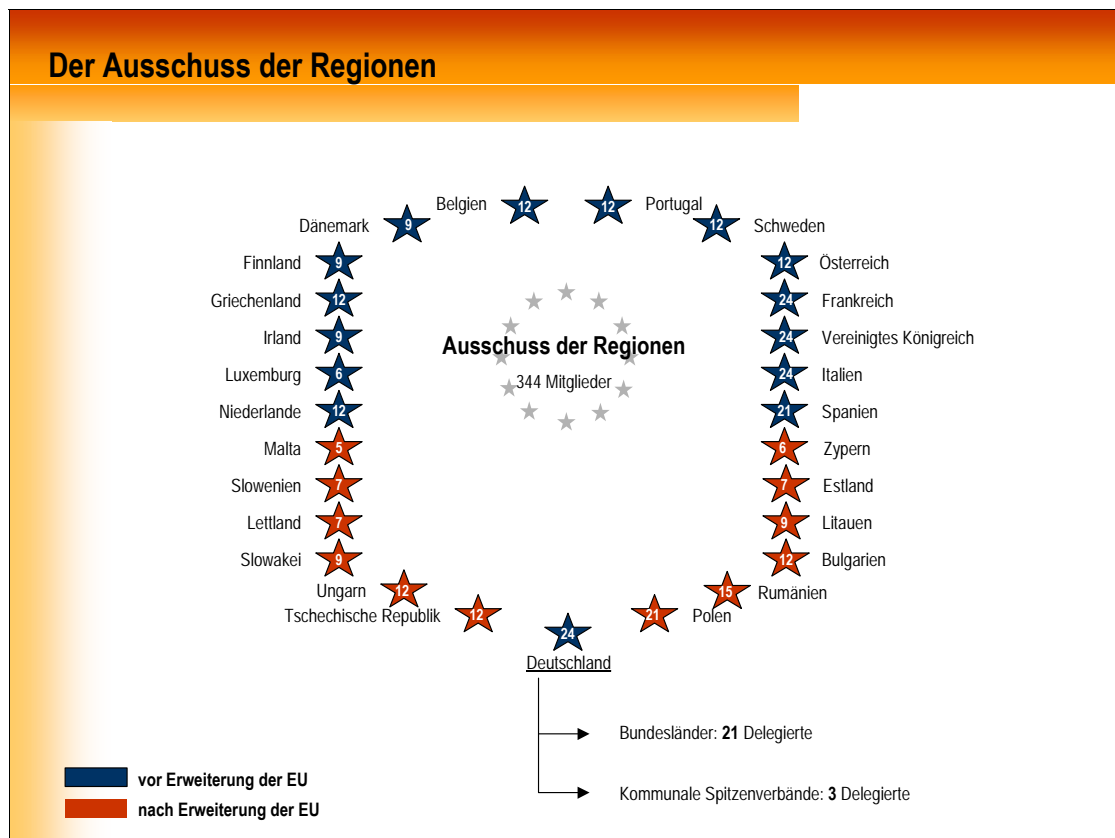 Der Ausschuss der Regionen
Belgien 12 12 Portugal
Dänemark 9 12 Schweden
Finnland 9 12 Österreich
Griechenland 12 24 Frankreich
Irland 9 24 Vereinigtes Königreich
Ausschuss der Regionen
Luxemburg 6 24 Italien
344 Mitglieder
Niederlande 12 21 Spanien
Malta 5 6 Zypern
Slowenien 7 7 Estland
Lettland 7 9 Litauen
Slowakei 9 12 Bulgarien
Ungarn 12 15 Rumänien
Tschechische Republik 12 21 Polen
24
Deutschland
Bundesländer: 21 Delegierte
Kommunale Spitzenverbände: 3 Delegierte
vor Erweiterung der EU
nach Erweiterung der EU